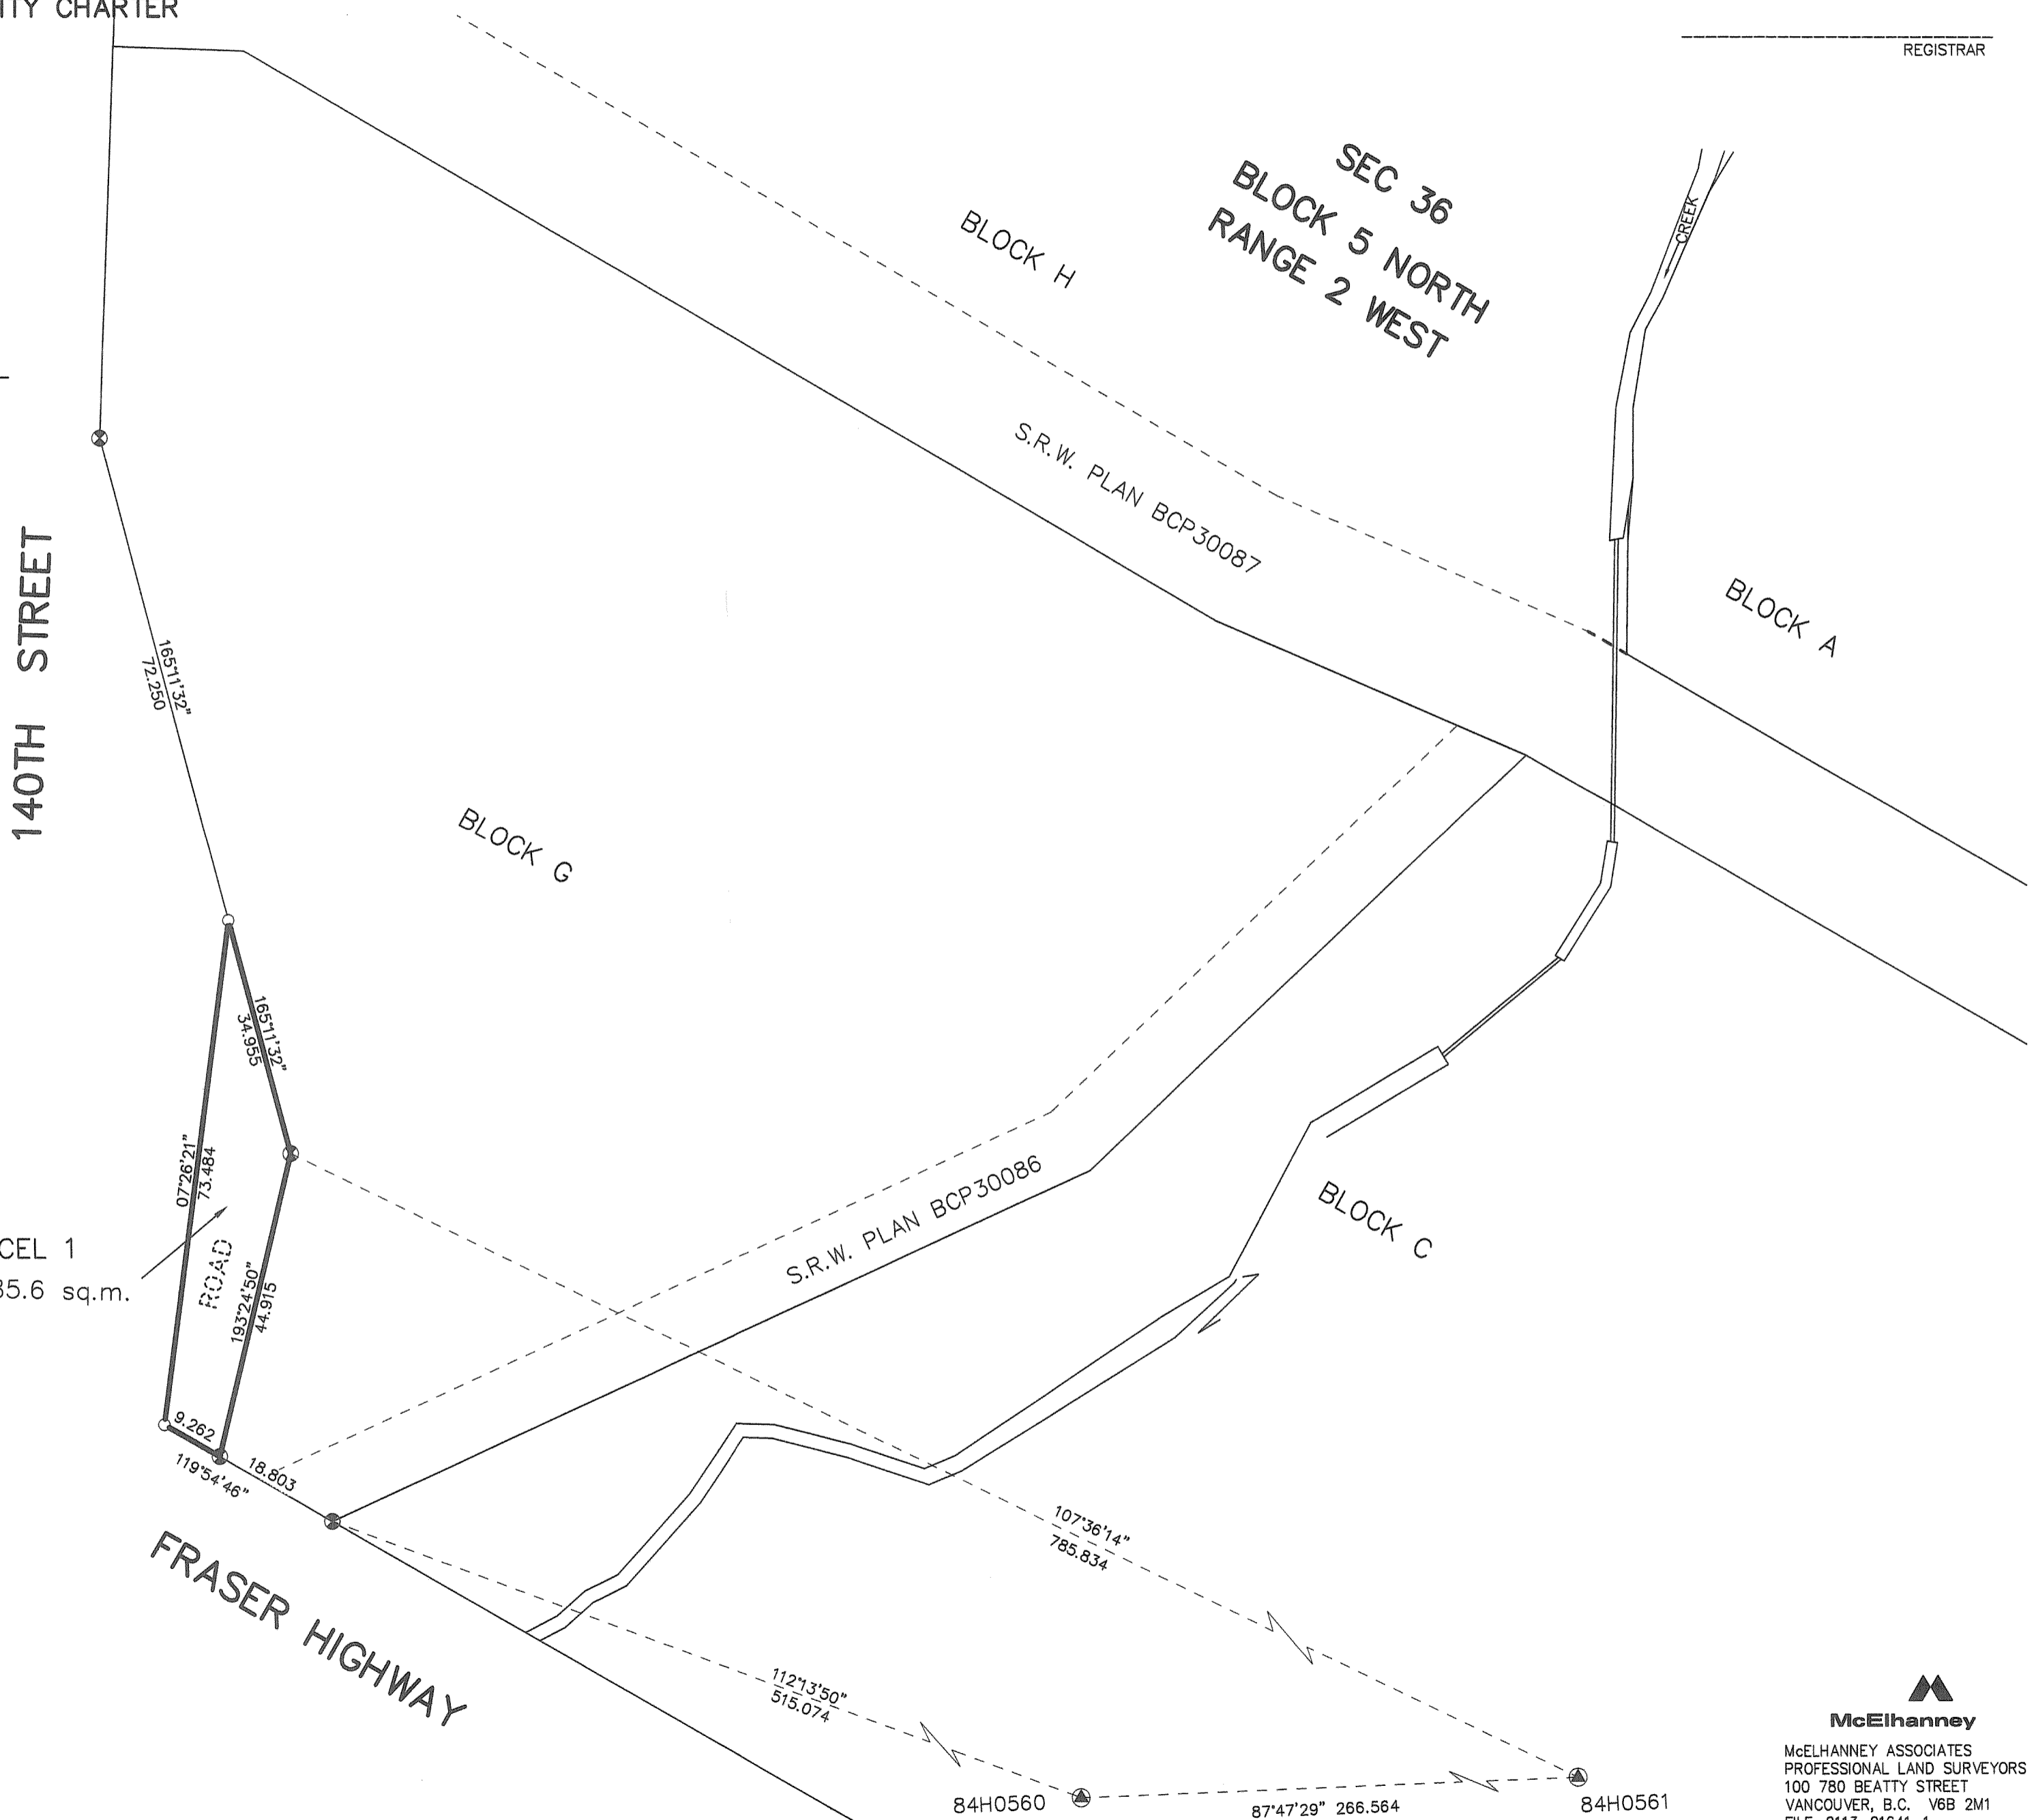 ITY CHARTER
REGISTRAR
SEC 36
BLOCK 5 NORTH
RANGE 2 WEST
CREEK
BLOCK H
S.R.W. PLAN BCP30087
BLOCK A
140TH STREET
165°11'32"
72.250
BLOCK G
165°11'32"
34.955
07°26'21"
73.484
CEL 1
35.6 sq.m.
ROAD
193°24'50"
44.915
S.R.W. PLAN BCP30086
BLOCK C
9.262
119°54'46"
18.803
FRASER HIGHWAY
107°36'14"
785.834
112°13'50"
515.074
84H0560
87°47'29" 266.564
84H0561
McElhanney
McELHANNEY ASSOCIATES
PROFESSIONAL LAND SURVEYORS
100 780 BEATTY STREET
VANCOUVER, B.C. V6B 2M1